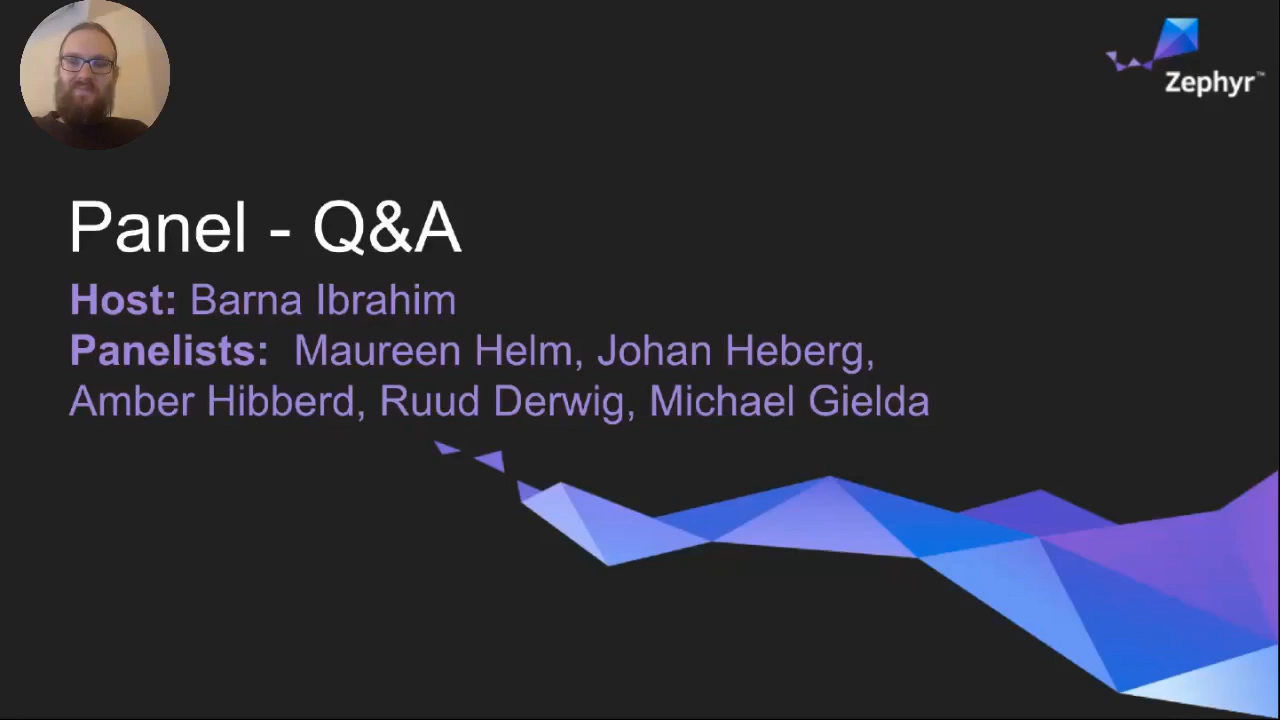 Zephyr™
Panel - Q&A
Host: Barna Ibrahim
Panelists: Maureen Helm, Johan Heberg,
Amber Hibberd, Ruud Derwig, Michael Gielda